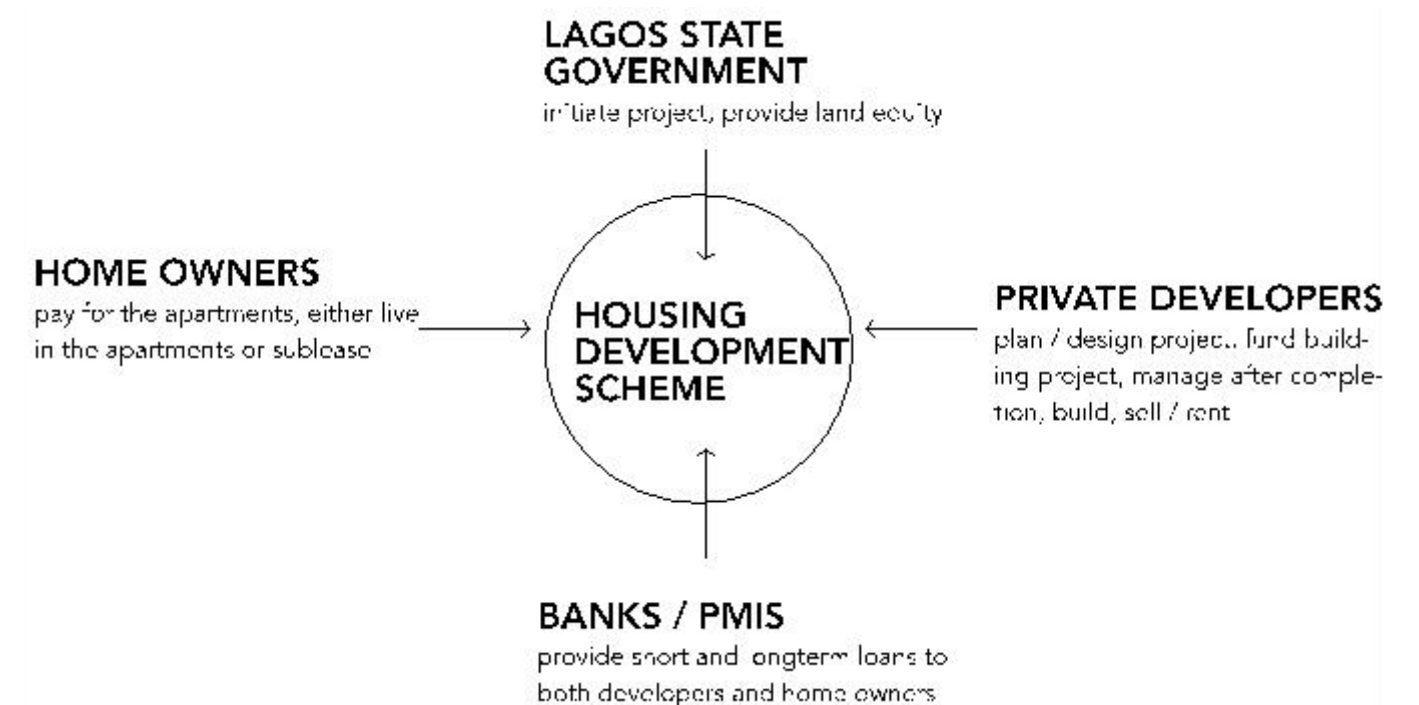 LAGOS STATE
GOVERNMENT
initiate project, provide land equity
HOME OWNERS
pay for the apartments, either live
in the apartments or sublease
HOUSING
DEVELOPMENT
SCHEME
PRIVATE DEVELOPERS
plan / design project, fund build-
ing project, manage after comple-
tion, build, sell / rent
BANKS / PMIS
provide short and longterm loans to
both developers and home owners